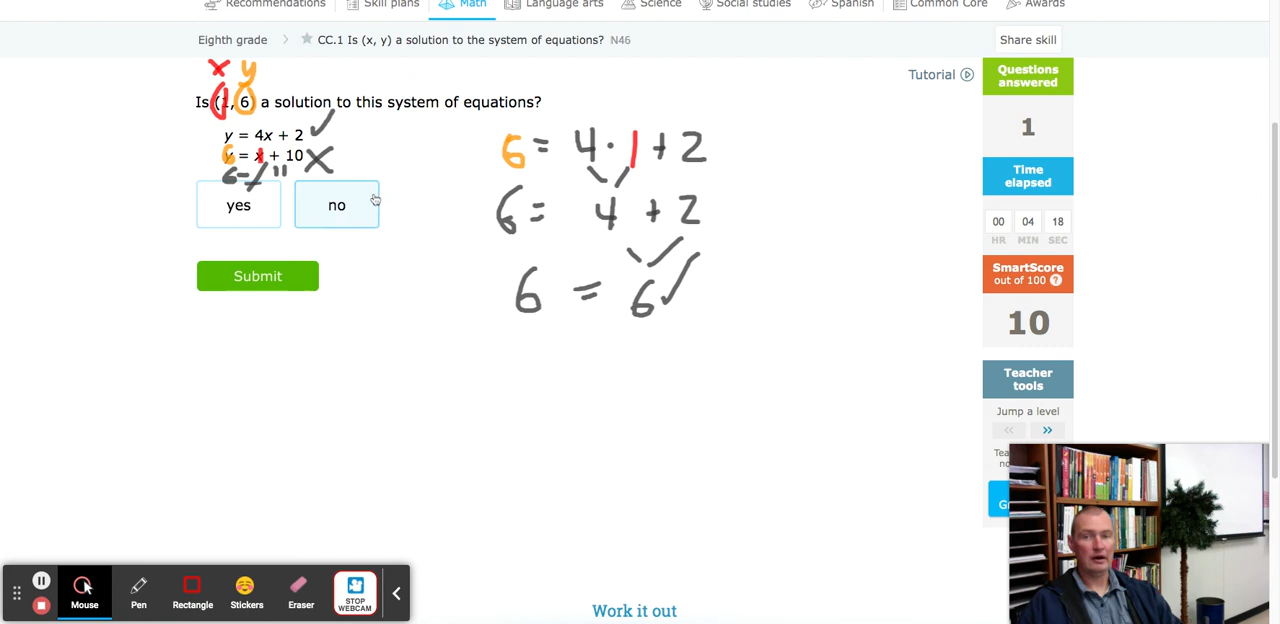 Recommendations Skill plans Math Language arts Science Social studies Spanish Common Core Awards
Eighth grade > CC.1 Is (x, y) a solution to the system of equations? N46
Share skill
Tutorial
x y
Is (1, 6) a solution to this system of equations?
y = 4x + 2 ✓
y = x + 10 X
6 1
6 ≠ 11
yes
no
Submit
6 = 4 · 1 + 2
6 = 4 + 2
6 = 6 ✓
Questions answered
1
Time elapsed
00 04 18
HR MIN SEC
SmartScore
out of 100 ?
10
Teacher tools
Jump a level
<< >>
Work it out
Mouse Pen Rectangle Stickers Eraser STOP WEBCAM